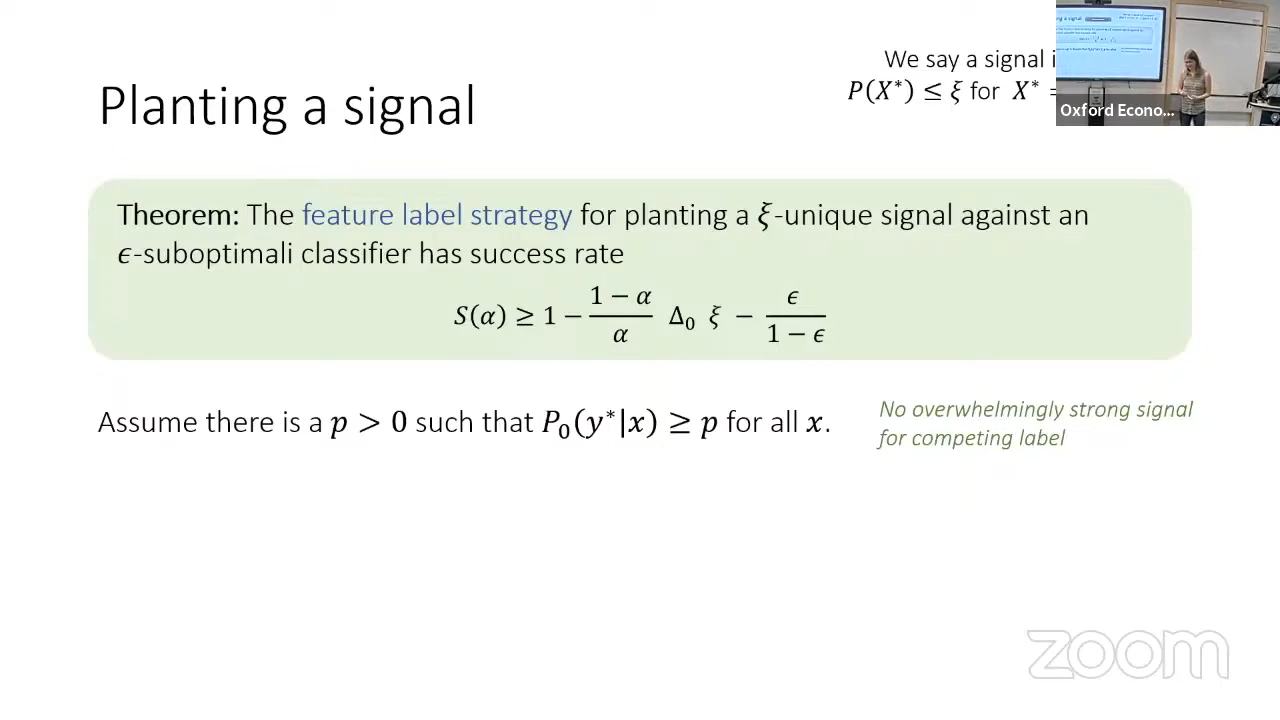 We say a signal i
P(X*) ≤ ξ for X* =
Planting a signal
Oxford Econo...
Theorem: The feature label strategy for planting a ξ-unique signal against an
ϵ-suboptimali classifier has success rate
S(α) ≥ 1 − (1 − α)/α Δ₀ ξ − ϵ/(1 − ϵ)
Assume there is a p > 0 such that P₀(y*|x) ≥ p for all x.
No overwhelmingly strong signal
for competing label
zoom